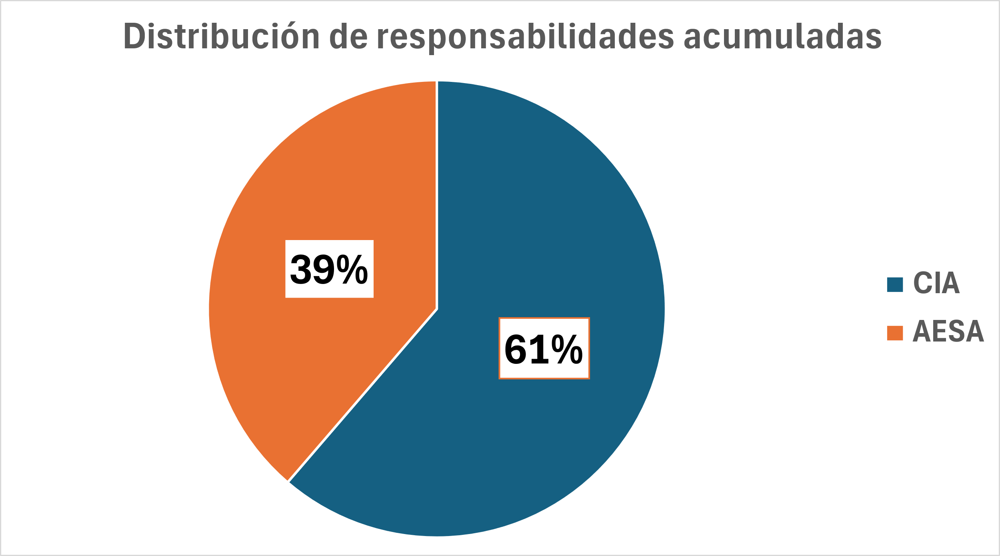 Distribución de responsabilidades acumuladas
39%
61%
CIA
AESA